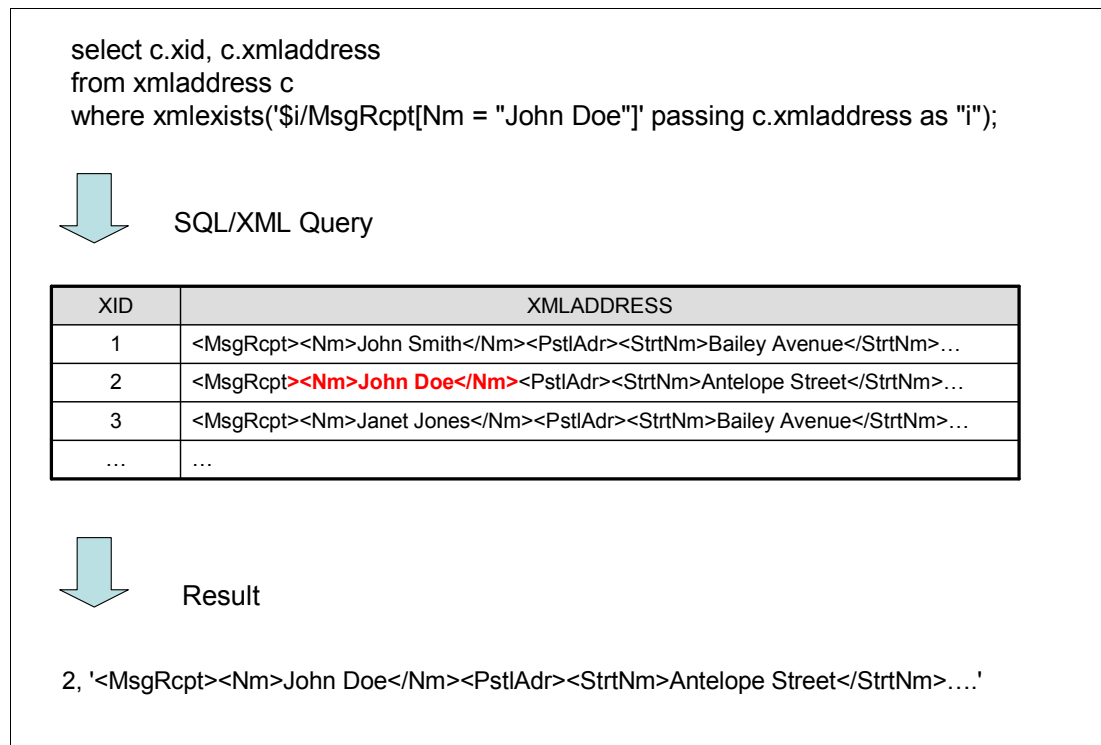 select c.xid, c.xmladdress
from xmladdress c
where xmlexists('$i/MsgRcpt[Nm = "John Doe"]' passing c.xmladdress as "i");
SQL/XML Query
XID XMLADDRESS
1 <MsgRcpt><Nm>John Smith</Nm><PstlAdr><StrtNm>Bailey Avenue</StrtNm>…
2 <MsgRcpt><Nm>John Doe</Nm><PstlAdr><StrtNm>Antelope Street</StrtNm>…
3 <MsgRcpt><Nm>Janet Jones</Nm><PstlAdr><StrtNm>Bailey Avenue</StrtNm>…
… …
Result
2, '<MsgRcpt><Nm>John Doe</Nm><PstlAdr><StrtNm>Antelope Street</StrtNm>….'